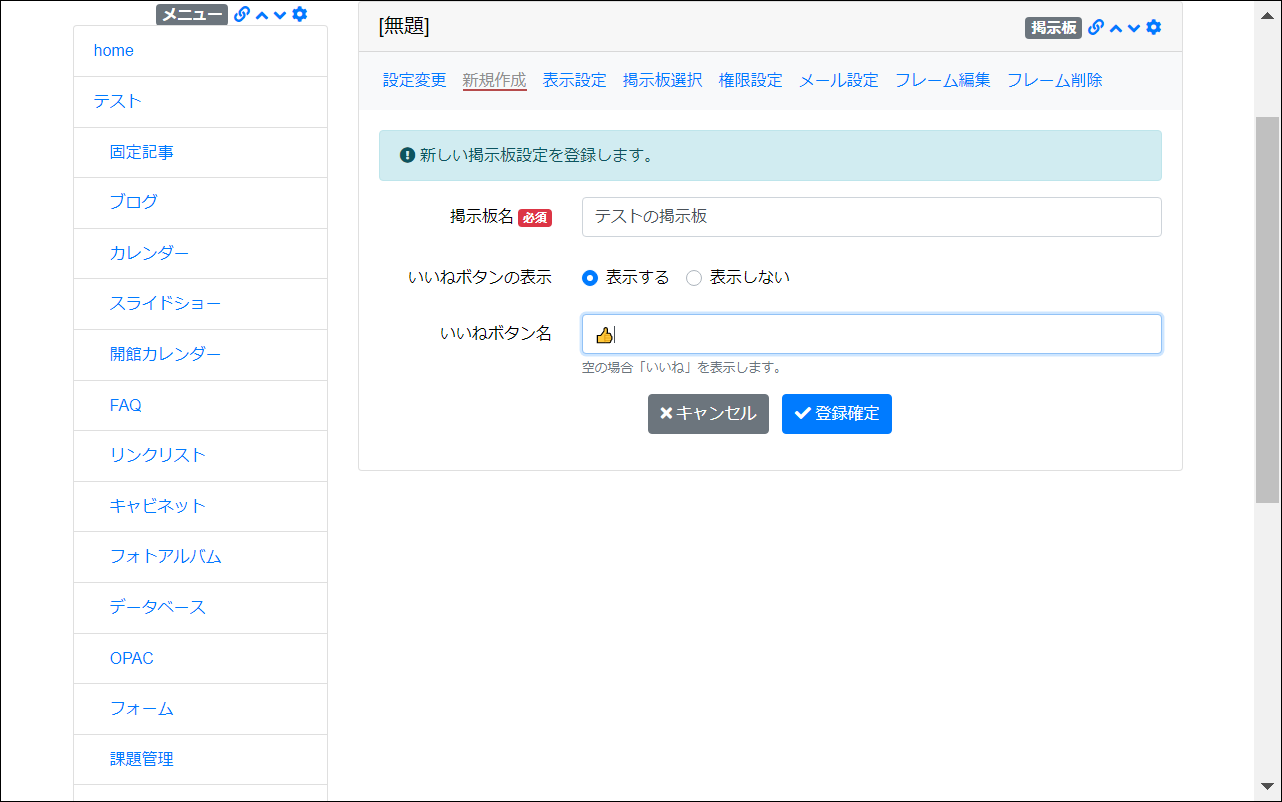 メニュー
home
テスト
固定記事
ブログ
カレンダー
スライドショー
開館カレンダー
FAQ
リンクリスト
キャビネット
フォトアルバム
データベース
OPAC
フォーム
課題管理
[無題]
掲示板
設定変更 新規作成 表示設定 掲示板選択 権限設定 メール設定 フレーム編集 フレーム削除
新しい掲示板設定を登録します。
掲示板名 必須 テストの掲示板
いいねボタンの表示 表示する 表示しない
いいねボタン名 👍
空の場合「いいね」を表示します。
キャンセル 登録確定